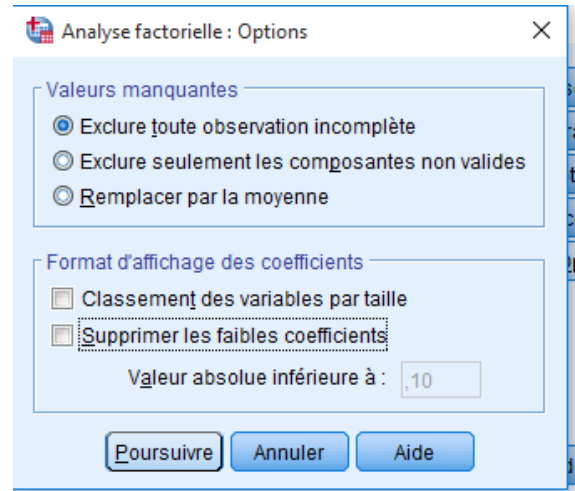 Analyse factorielle : Options
Valeurs manquantes
Exclure toute observation incomplète
Exclure seulement les composantes non valides
Remplacer par la moyenne
Format d'affichage des coefficients
Classement des variables par taille
Supprimer les faibles coefficients
Valeur absolue inférieure à : ,10
Poursuivre Annuler Aide